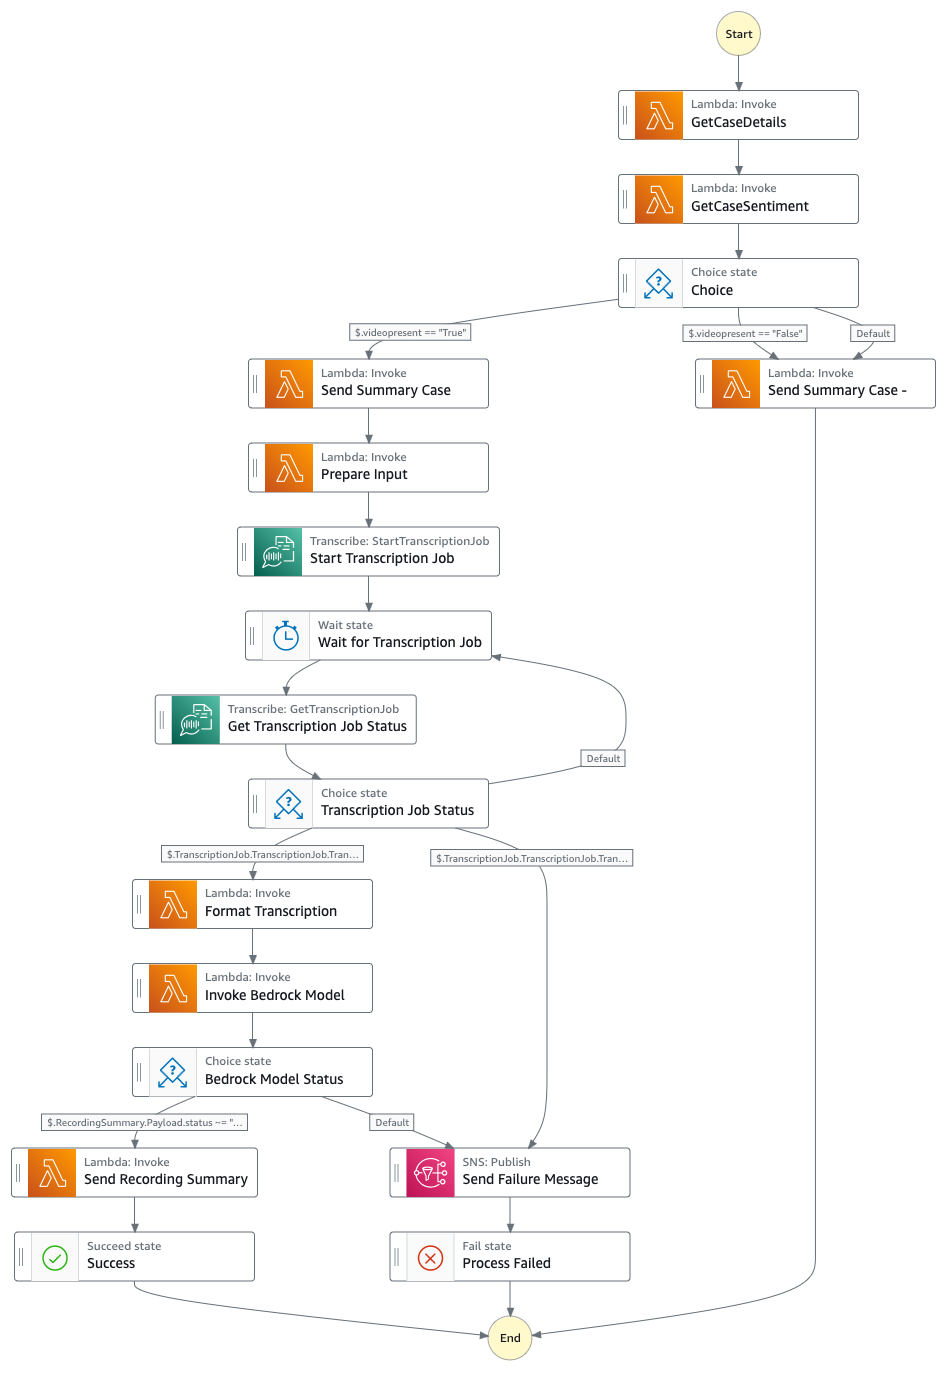 Start
Lambda: Invoke
GetCaseDetails
Lambda: Invoke
GetCaseSentiment
Choice state
Choice
$.videopresent == "True"
$.videopresent == "False"
Default
Lambda: Invoke
Send Summary Case
Lambda: Invoke
Send Summary Case -
Lambda: Invoke
Prepare Input
Transcribe: StartTranscriptionJob
Start Transcription Job
Wait state
Wait for Transcription Job
Transcribe: GetTranscriptionJob
Get Transcription Job Status
Default
Choice state
Transcription Job Status
$.TranscriptionJob.TranscriptionJob.Tran...
$.TranscriptionJob.TranscriptionJob.Tran...
Lambda: Invoke
Format Transcription
Lambda: Invoke
Invoke Bedrock Model
Choice state
Bedrock Model Status
$.RecordingSummary.Payload.status ~= "...
Default
Lambda: Invoke
Send Recording Summary
SNS: Publish
Send Failure Message
Succeed state
Success
Fail state
Process Failed
End